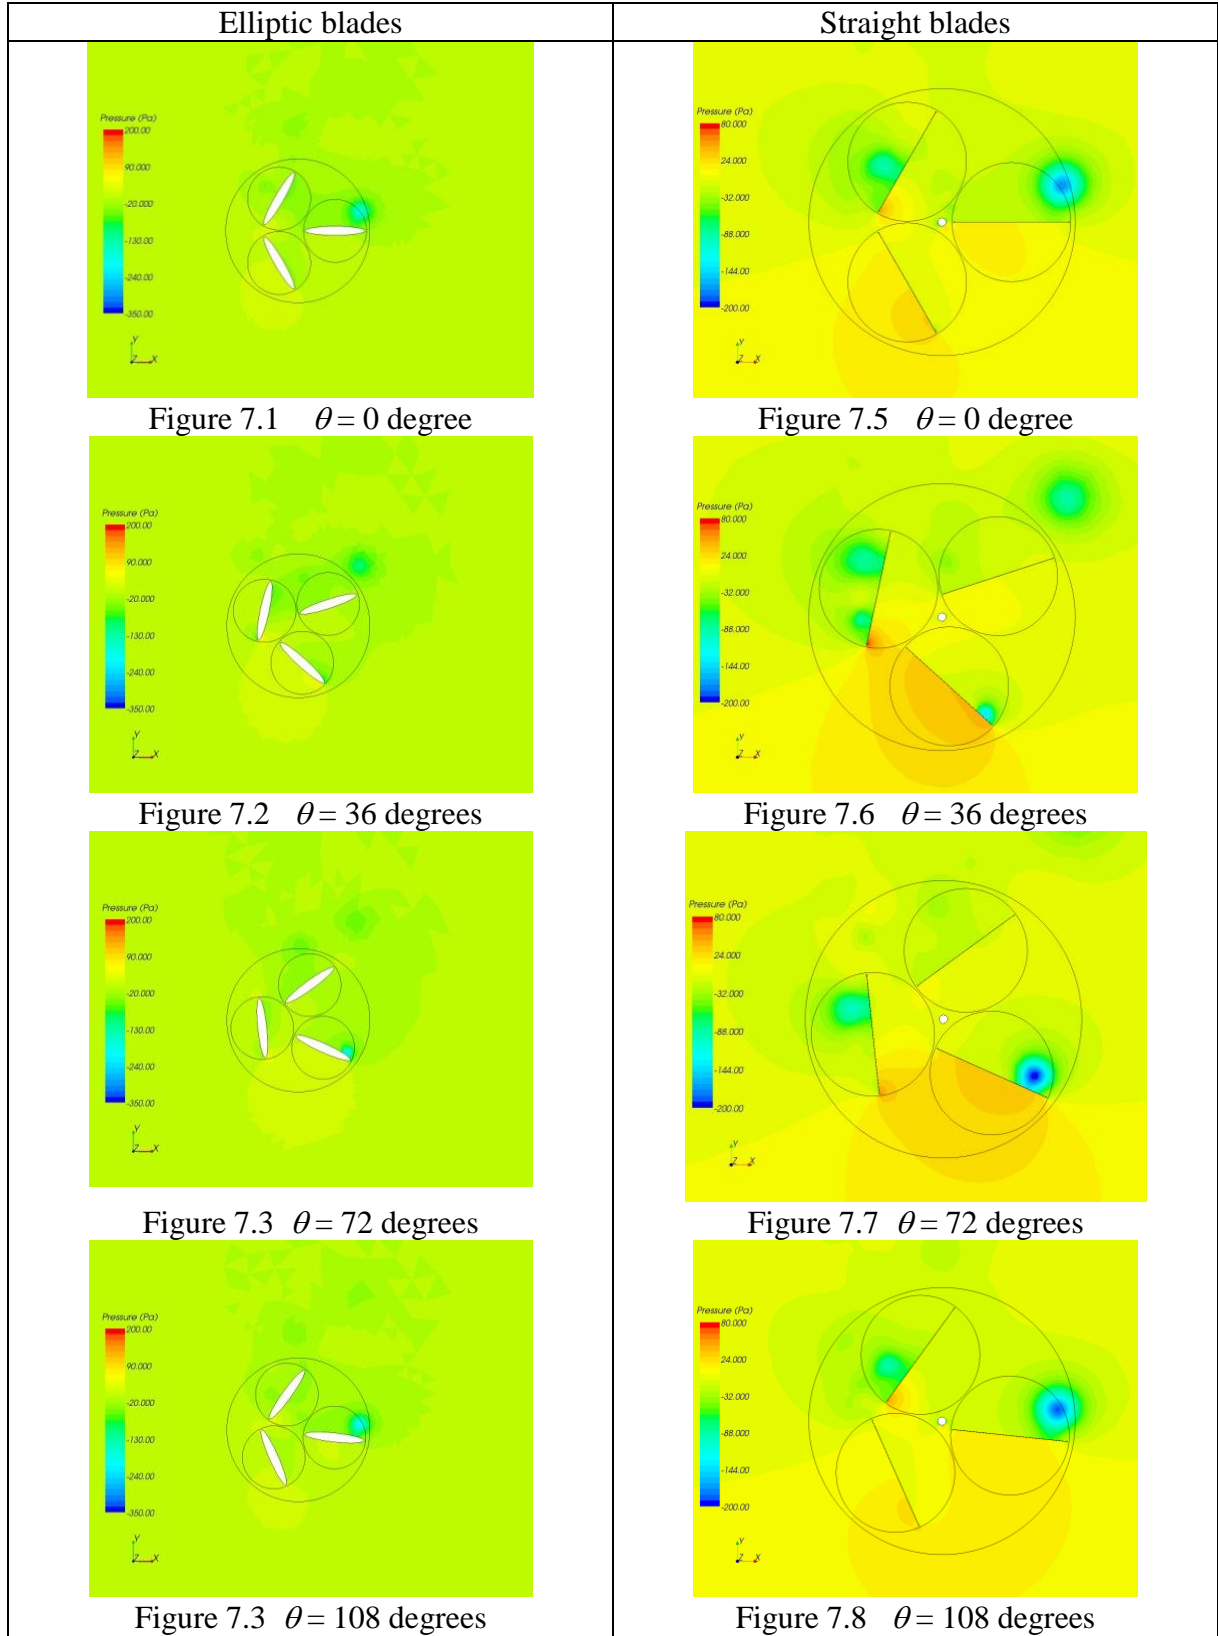 Elliptic blades
Straight blades
Pressure (Pa)
200.00
90.000
-20.000
-130.00
-240.00
-350.00
Y
Z X
Figure 7.1 θ = 0 degree
Pressure (Pa)
80.000
24.000
-32.000
-88.000
-144.00
-200.00
Y
Z X
Figure 7.5 θ = 0 degree
Pressure (Pa)
200.00
90.000
-20.000
-130.00
-240.00
-350.00
Y
Z X
Figure 7.2 θ = 36 degrees
Pressure (Pa)
80.000
24.000
-32.000
-88.000
-144.00
-200.00
Y
Z X
Figure 7.6 θ = 36 degrees
Pressure (Pa)
200.00
90.000
-20.000
-130.00
-240.00
-350.00
Y
Z X
Figure 7.3 θ = 72 degrees
Pressure (Pa)
80.000
24.000
-32.000
-88.000
-144.00
-200.00
Y
Z X
Figure 7.7 θ = 72 degrees
Pressure (Pa)
200.00
90.000
-20.000
-130.00
-240.00
-350.00
Y
Z X
Figure 7.3 θ = 108 degrees
Pressure (Pa)
80.000
24.000
-32.000
-88.000
-144.00
-200.00
Y
Z X
Figure 7.8 θ = 108 degrees